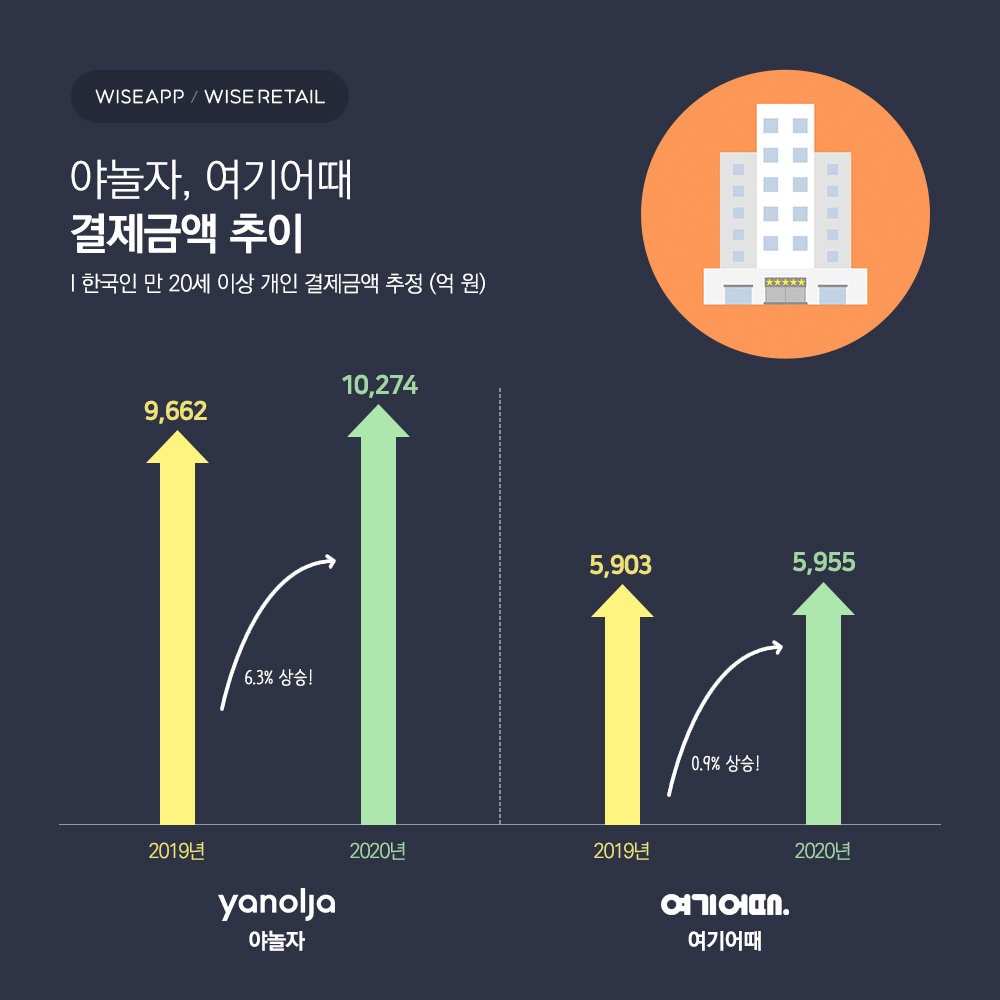 WISEAPP / WISERETAIL
야놀자, 여기어때
결제금액 추이
| 한국인 만 20세 이상 개인 결제금액 추정 (억 원)
9,662
10,274
6.3% 상승!
2019년
2020년
yanolja
야놀자
5,903
5,955
0.9% 상승!
2019년
2020년
여기어때.
여기어때